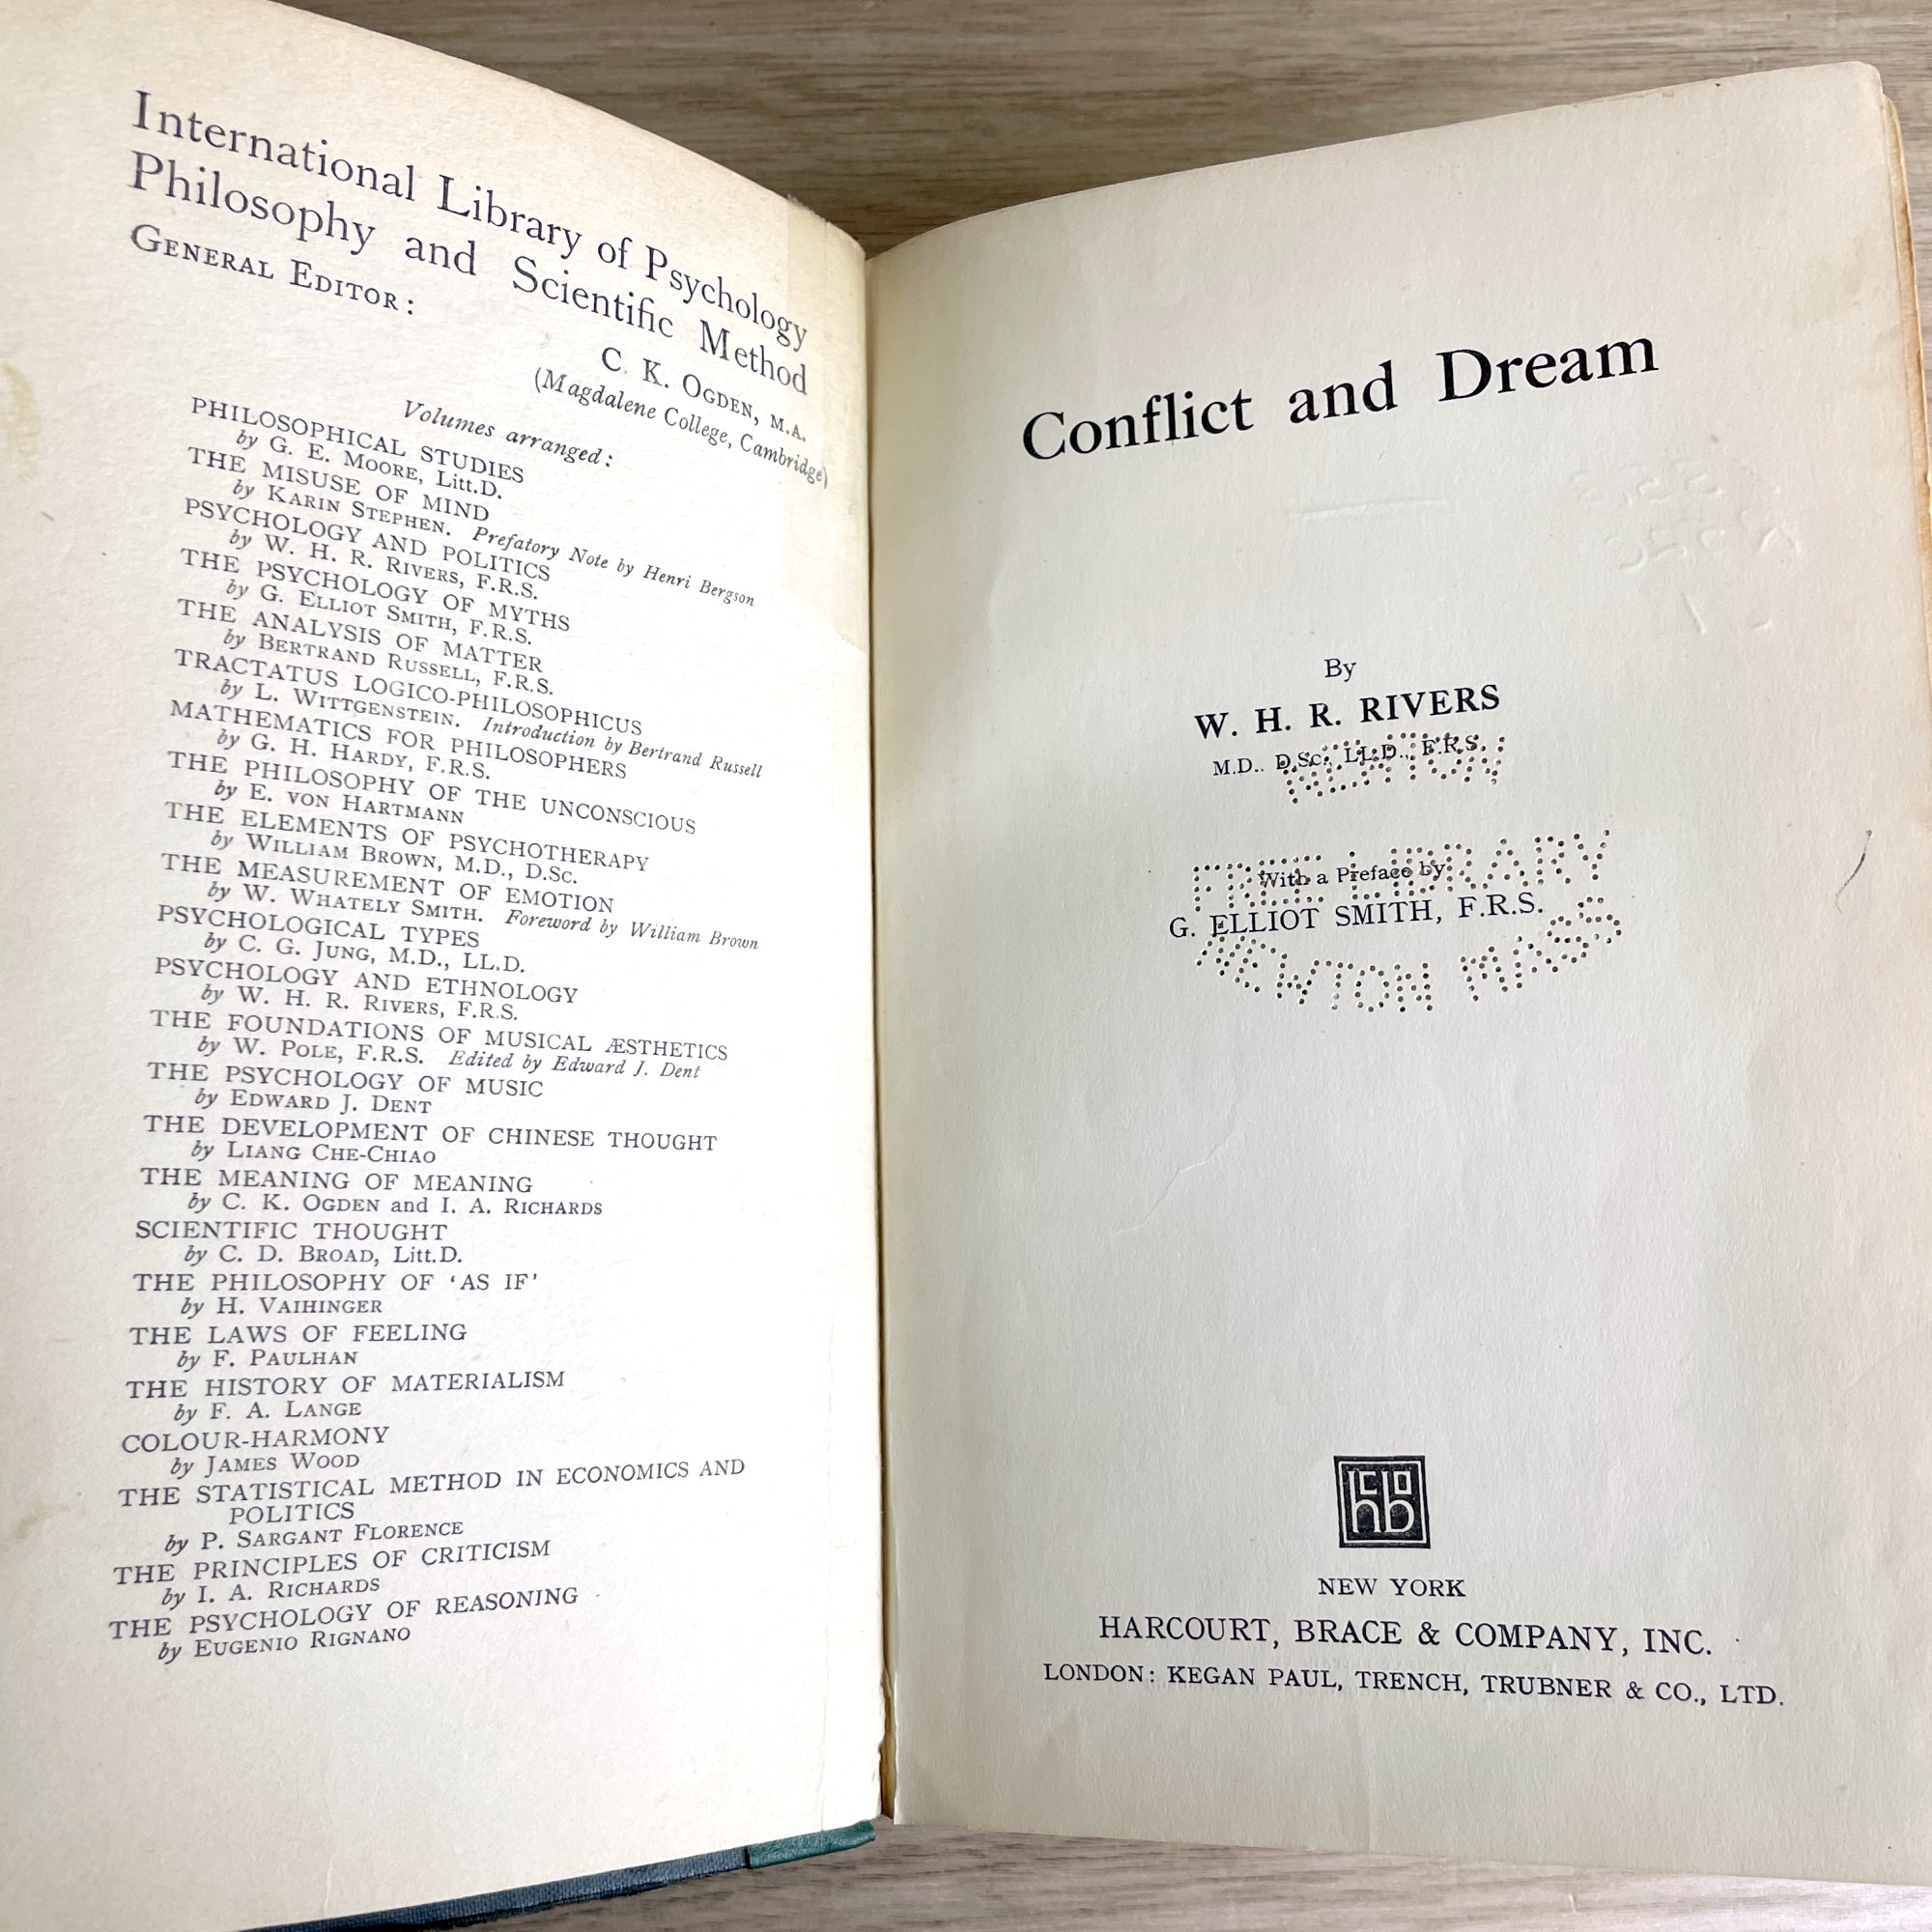 International Library of Psychology
Philosophy and Scientific Method
GENERAL EDITOR:
C. K. OGDEN, M.A.
(Magdalene College, Cambridge)
Volumes arranged:
PHILOSOPHICAL STUDIES
by G. E. MOORE, Litt.D.
THE MISUSE OF MIND
by KARIN STEPHEN. Prefatory Note by Henri Bergson
PSYCHOLOGY AND POLITICS
by W. H. R. RIVERS, F.R.S.
THE PSYCHOLOGY OF MYTHS
by G. ELLIOT SMITH, F.R.S.
THE ANALYSIS OF MATTER
by BERTRAND RUSSELL, F.R.S.
TRACTATUS LOGICO-PHILOSOPHICUS
by L. WITTGENSTEIN. Introduction by Bertrand Russell
MATHEMATICS FOR PHILOSOPHERS
by G. H. HARDY, F.R.S.
THE PHILOSOPHY OF THE UNCONSCIOUS
by E. VON HARTMANN
THE ELEMENTS OF PSYCHOTHERAPY
by WILLIAM BROWN, M.D., D.Sc.
THE MEASUREMENT OF EMOTION
by W. WHATELY SMITH. Foreword by William Brown
PSYCHOLOGICAL TYPES
by C. G. JUNG, M.D., LL.D.
PSYCHOLOGY AND ETHNOLOGY
by W. H. R. RIVERS, F.R.S.
THE FOUNDATIONS OF MUSICAL ÆSTHETICS
by W. POLE, F.R.S. Edited by Edward J. Dent
THE PSYCHOLOGY OF MUSIC
by EDWARD J. DENT
THE DEVELOPMENT OF CHINESE THOUGHT
by LIANG CHE-CHIAO
THE MEANING OF MEANING
by C. K. OGDEN and I. A. RICHARDS
SCIENTIFIC THOUGHT
by C. D. BROAD, Litt.D.
THE PHILOSOPHY OF 'AS IF'
by H. VAIHINGER
THE LAWS OF FEELING
by F. PAULHAN
THE HISTORY OF MATERIALISM
by F. A. LANGE
COLOUR-HARMONY
by JAMES WOOD
THE STATISTICAL METHOD IN ECONOMICS AND
POLITICS
by P. SARGANT FLORENCE
THE PRINCIPLES OF CRITICISM
by I. A. RICHARDS
THE PSYCHOLOGY OF REASONING
by EUGENIO RIGNANO
Conflict and Dream
By
W. H. R. RIVERS
M.D., D.Sc., LL.D., F.R.S.
FREE LIBRARY
With a Preface by
G. ELLIOT SMITH, F.R.S.
NEWTON MASS
hb
NEW YORK
HARCOURT, BRACE & COMPANY, INC.
LONDON: KEGAN PAUL, TRENCH, TRUBNER & CO., LTD.